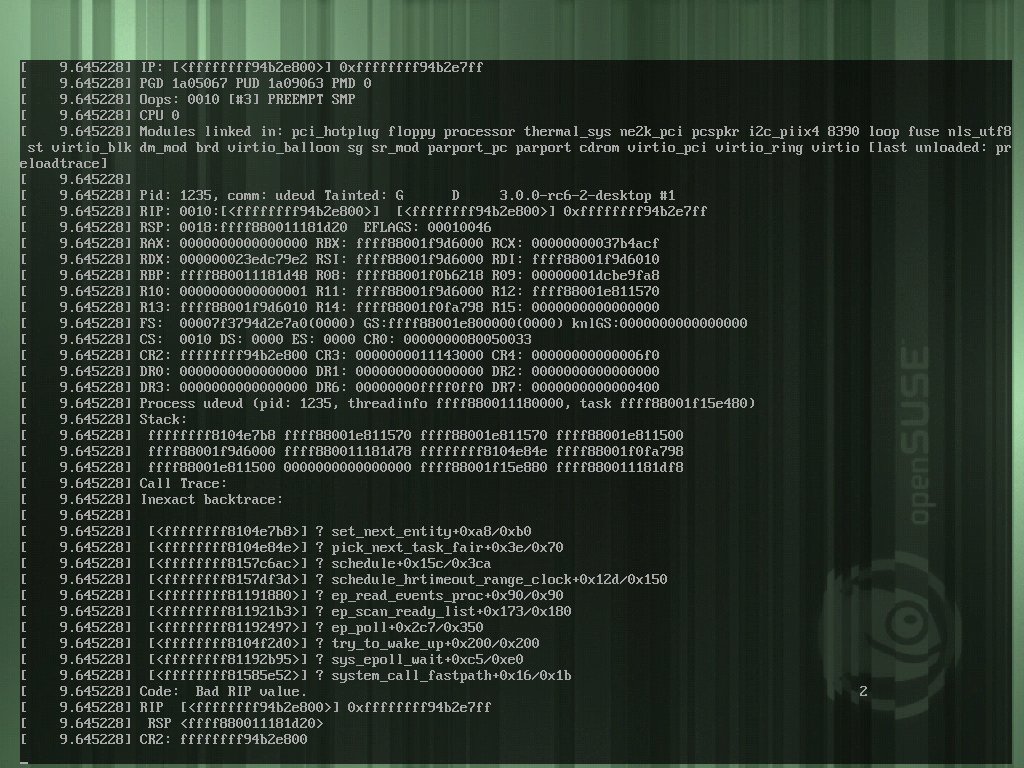 [    9.645228] IP: [<ffffffff94b2e800>] 0xffffffff94b2e7ff
[    9.645228] PGD 1a05067 PUD 1a09063 PMD 0
[    9.645228] Oops: 0010 [#3] PREEMPT SMP
[    9.645228] CPU 0
[    9.645228] Modules linked in: pci_hotplug floppy processor thermal_sys ne2k_pci pcspkr i2c_piix4 8390 loop fuse nls_utf8
 st virtio_blk dm_mod brd virtio_balloon sg sr_mod parport_pc parport cdrom virtio_pci virtio_ring virtio [last unloaded: pr
eloadtrace]
[    9.645228]
[    9.645228] Pid: 1235, comm: udevd Tainted: G      D     3.0.0-rc6-2-desktop #1
[    9.645228] RIP: 0010:[<ffffffff94b2e800>]  [<ffffffff94b2e800>] 0xffffffff94b2e7ff
[    9.645228] RSP: 0018:ffff880011181d20  EFLAGS: 00010046
[    9.645228] RAX: 0000000000000000 RBX: ffff88001f9d6000 RCX: 00000000037b4acf
[    9.645228] RDX: 000000023edc79e2 RSI: ffff88001f9d6000 RDI: ffff88001f9d6010
[    9.645228] RBP: ffff880011181d48 R08: ffff88001f0b6218 R09: 00000001dcbe9fa8
[    9.645228] R10: 0000000000000001 R11: ffff88001f9d6000 R12: ffff88001e811570
[    9.645228] R13: ffff88001f9d6010 R14: ffff88001f0fa798 R15: 0000000000000000
[    9.645228] FS:  00007f3794d2e7a0(0000) GS:ffff88001e800000(0000) knlGS:0000000000000000
[    9.645228] CS:  0010 DS: 0000 ES: 0000 CR0: 0000000080050033
[    9.645228] CR2: ffffffff94b2e800 CR3: 0000000011143000 CR4: 00000000000006f0
[    9.645228] DR0: 0000000000000000 DR1: 0000000000000000 DR2: 0000000000000000
[    9.645228] DR3: 0000000000000000 DR6: 00000000ffff0ff0 DR7: 0000000000000400
[    9.645228] Process udevd (pid: 1235, threadinfo ffff880011180000, task ffff88001f15e480)
[    9.645228] Stack:
[    9.645228]  ffffffff8104e7b8 ffff88001e811570 ffff88001e811570 ffff88001e811500
[    9.645228]  ffff88001f9d6000 ffff880011181d78 ffffffff8104e84e ffff88001f0fa798
[    9.645228]  ffff88001e811500 0000000000000000 ffff88001f15e880 ffff880011181df8
[    9.645228] Call Trace:
[    9.645228] Inexact backtrace:
[    9.645228]
[    9.645228]  [<ffffffff8104e7b8>] ? set_next_entity+0xa8/0xb0
[    9.645228]  [<ffffffff8104e84e>] ? pick_next_task_fair+0x3e/0x70
[    9.645228]  [<ffffffff8157c6ac>] ? schedule+0x15c/0x3ca
[    9.645228]  [<ffffffff8157df3d>] ? schedule_hrtimeout_range_clock+0x12d/0x150
[    9.645228]  [<ffffffff81191880>] ? ep_read_events_proc+0x90/0x90
[    9.645228]  [<ffffffff811921b3>] ? ep_scan_ready_list+0x173/0x180
[    9.645228]  [<ffffffff81192497>] ? ep_poll+0x2c7/0x350
[    9.645228]  [<ffffffff8104f2d0>] ? try_to_wake_up+0x200/0x200
[    9.645228]  [<ffffffff81192b95>] ? sys_epoll_wait+0xc5/0xe0
[    9.645228]  [<ffffffff81585e52>] ? system_call_fastpath+0x16/0x1b
[    9.645228] Code:  Bad RIP value.
2
[    9.645228] RIP  [<ffffffff94b2e800>] 0xffffffff94b2e7ff
[    9.645228]  RSP <ffff880011181d20>
[    9.645228] CR2: ffffffff94b2e800
openSUSE